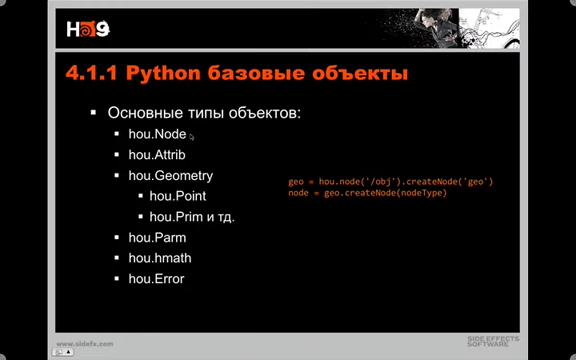 H9
4.1.1 Python базовые объекты
Основные типы объектов:
hou.Node
hou.Attrib
hou.Geometry
hou.Point
hou.Prim и тд.
hou.Parm
hou.hmath
hou.Error
geo = hou.node('/obj').createNode('geo')
node = geo.createNode(nodeType)
www.sidefx.com
SIDE EFFECTS
SOFTWARE